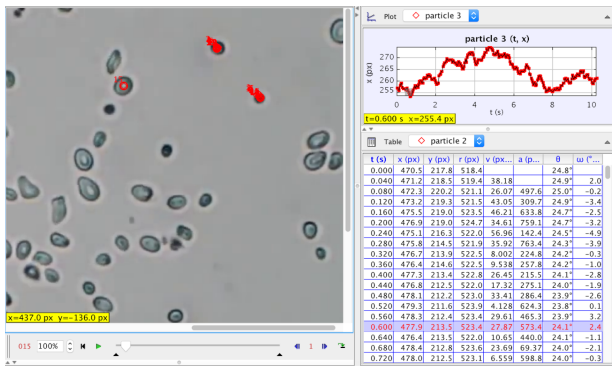 Plot particle 3
particle 3 (t, x)
x (px)
270
265
260
255
0 2 4 6 8 10
t (s)
t=0.600 s x=255.4 px
Table particle 2
t (s) x (px) y (px) r (px) v (px... a (p... θ ω (°...
0.000 470.5 217.8 518.4 24.8°
0.040 471.2 218.5 519.4 38.18 24.9° 2.0
0.080 472.3 220.2 521.1 26.07 497.6 25.0° -0.2
0.120 473.2 219.3 521.5 43.05 309.7 24.9° -3.4
0.160 475.5 219.0 523.5 46.21 633.8 24.7° -2.5
0.200 476.9 219.0 524.7 34.61 759.1 24.7° -3.2
0.240 475.1 216.3 522.0 56.96 142.4 24.5° -4.9
0.280 475.8 214.5 521.9 35.92 763.4 24.3° -3.9
0.320 476.7 213.9 522.5 8.002 224.8 24.2° -0.3
0.360 476.4 214.6 522.5 9.538 257.8 24.2° -1.0
0.400 477.3 213.4 522.8 26.45 215.5 24.1° -2.8
0.440 476.8 212.5 522.0 17.32 275.1 24.0° -1.9
0.480 478.1 212.2 523.0 33.41 286.4 23.9° -2.6
0.520 479.3 211.6 523.9 4.128 624.3 23.8° 0.1
0.560 478.3 212.4 523.4 29.61 465.3 23.9° 3.2
0.600 477.9 213.5 523.4 27.87 573.4 24.1° 2.4
0.640 476.4 213.5 522.0 10.65 440.0 24.1° -1.1
0.680 478.4 212.8 523.6 23.69 69.37 24.0° -2.1
0.720 478.0 212.5 523.1 6.559 598.8 24.0° -0.3
x=437.0 px y=-136.0 px
015 100% 1